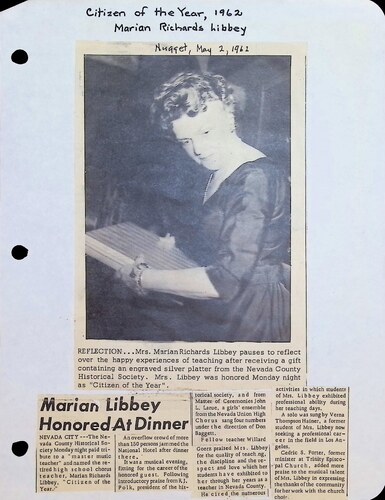 Citizen of the Year, 1962
Marian Richards Libbey
Nugget, May 2, 1962
REFLECTION...Mrs. Marian Richards Libbey pauses to reflect
over the happy experiences of teaching after receiving a gift
containing an engraved silver platter from the Nevada County
Historical Society. Mrs. Libbey was honored Monday night
as "Citizen of the Year".
Marian Libbey
Honored At Dinner
NEVADA CITY — The Ne-
vada County Historical Soc-
iety Monday night paid mi-
bute to a "master music
teacher" and named the re-
tired high school chorus
teacher, Marian Richards
Libbey, "Citizen of the
Year."
An overflow crowd of more
than 150 persons jammed the
National Hotel after dinner
there.
It was a musical evening,
fitting for the career of the
honored guest. Following
introductory praise from R.J.
Polk, president of the his-
torical society, and from
Master of Ceremonies John
L. Larue, a girls' ensemble
from the Nevada Union High
Chorus sang four numbers
under the direction of Don
Baggett.
Fellow teacher Willard
Goers praised Mrs. Libbey
for the quality of teach-
ing, the discipline and the re-
spect and love which her
students have exhibited to
her through her years as a
teacher in Nevada County.
He cited the numerous
activities in which students
of Mrs. Libbey exhibited
professional ability during
her teaching days.
A solo was sung by Verna
Thompson Halmer, a former
student of Mrs. Libbey now
seeking a professional car-
eer in the field in Los An-
geles.
Cedric S. Porter, former
minister at Trinity Episco-
pal Church, added more
praise to the musical talent
of Mrs. Libbey in expressing
the thanks of the community
for her work with the church